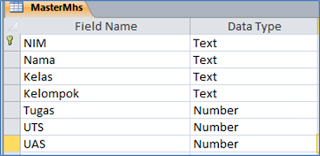 MasterMhs
Field Name Data Type
NIM Text
Nama Text
Kelas Text
Kelompok Text
Tugas Number
UTS Number
UAS Number